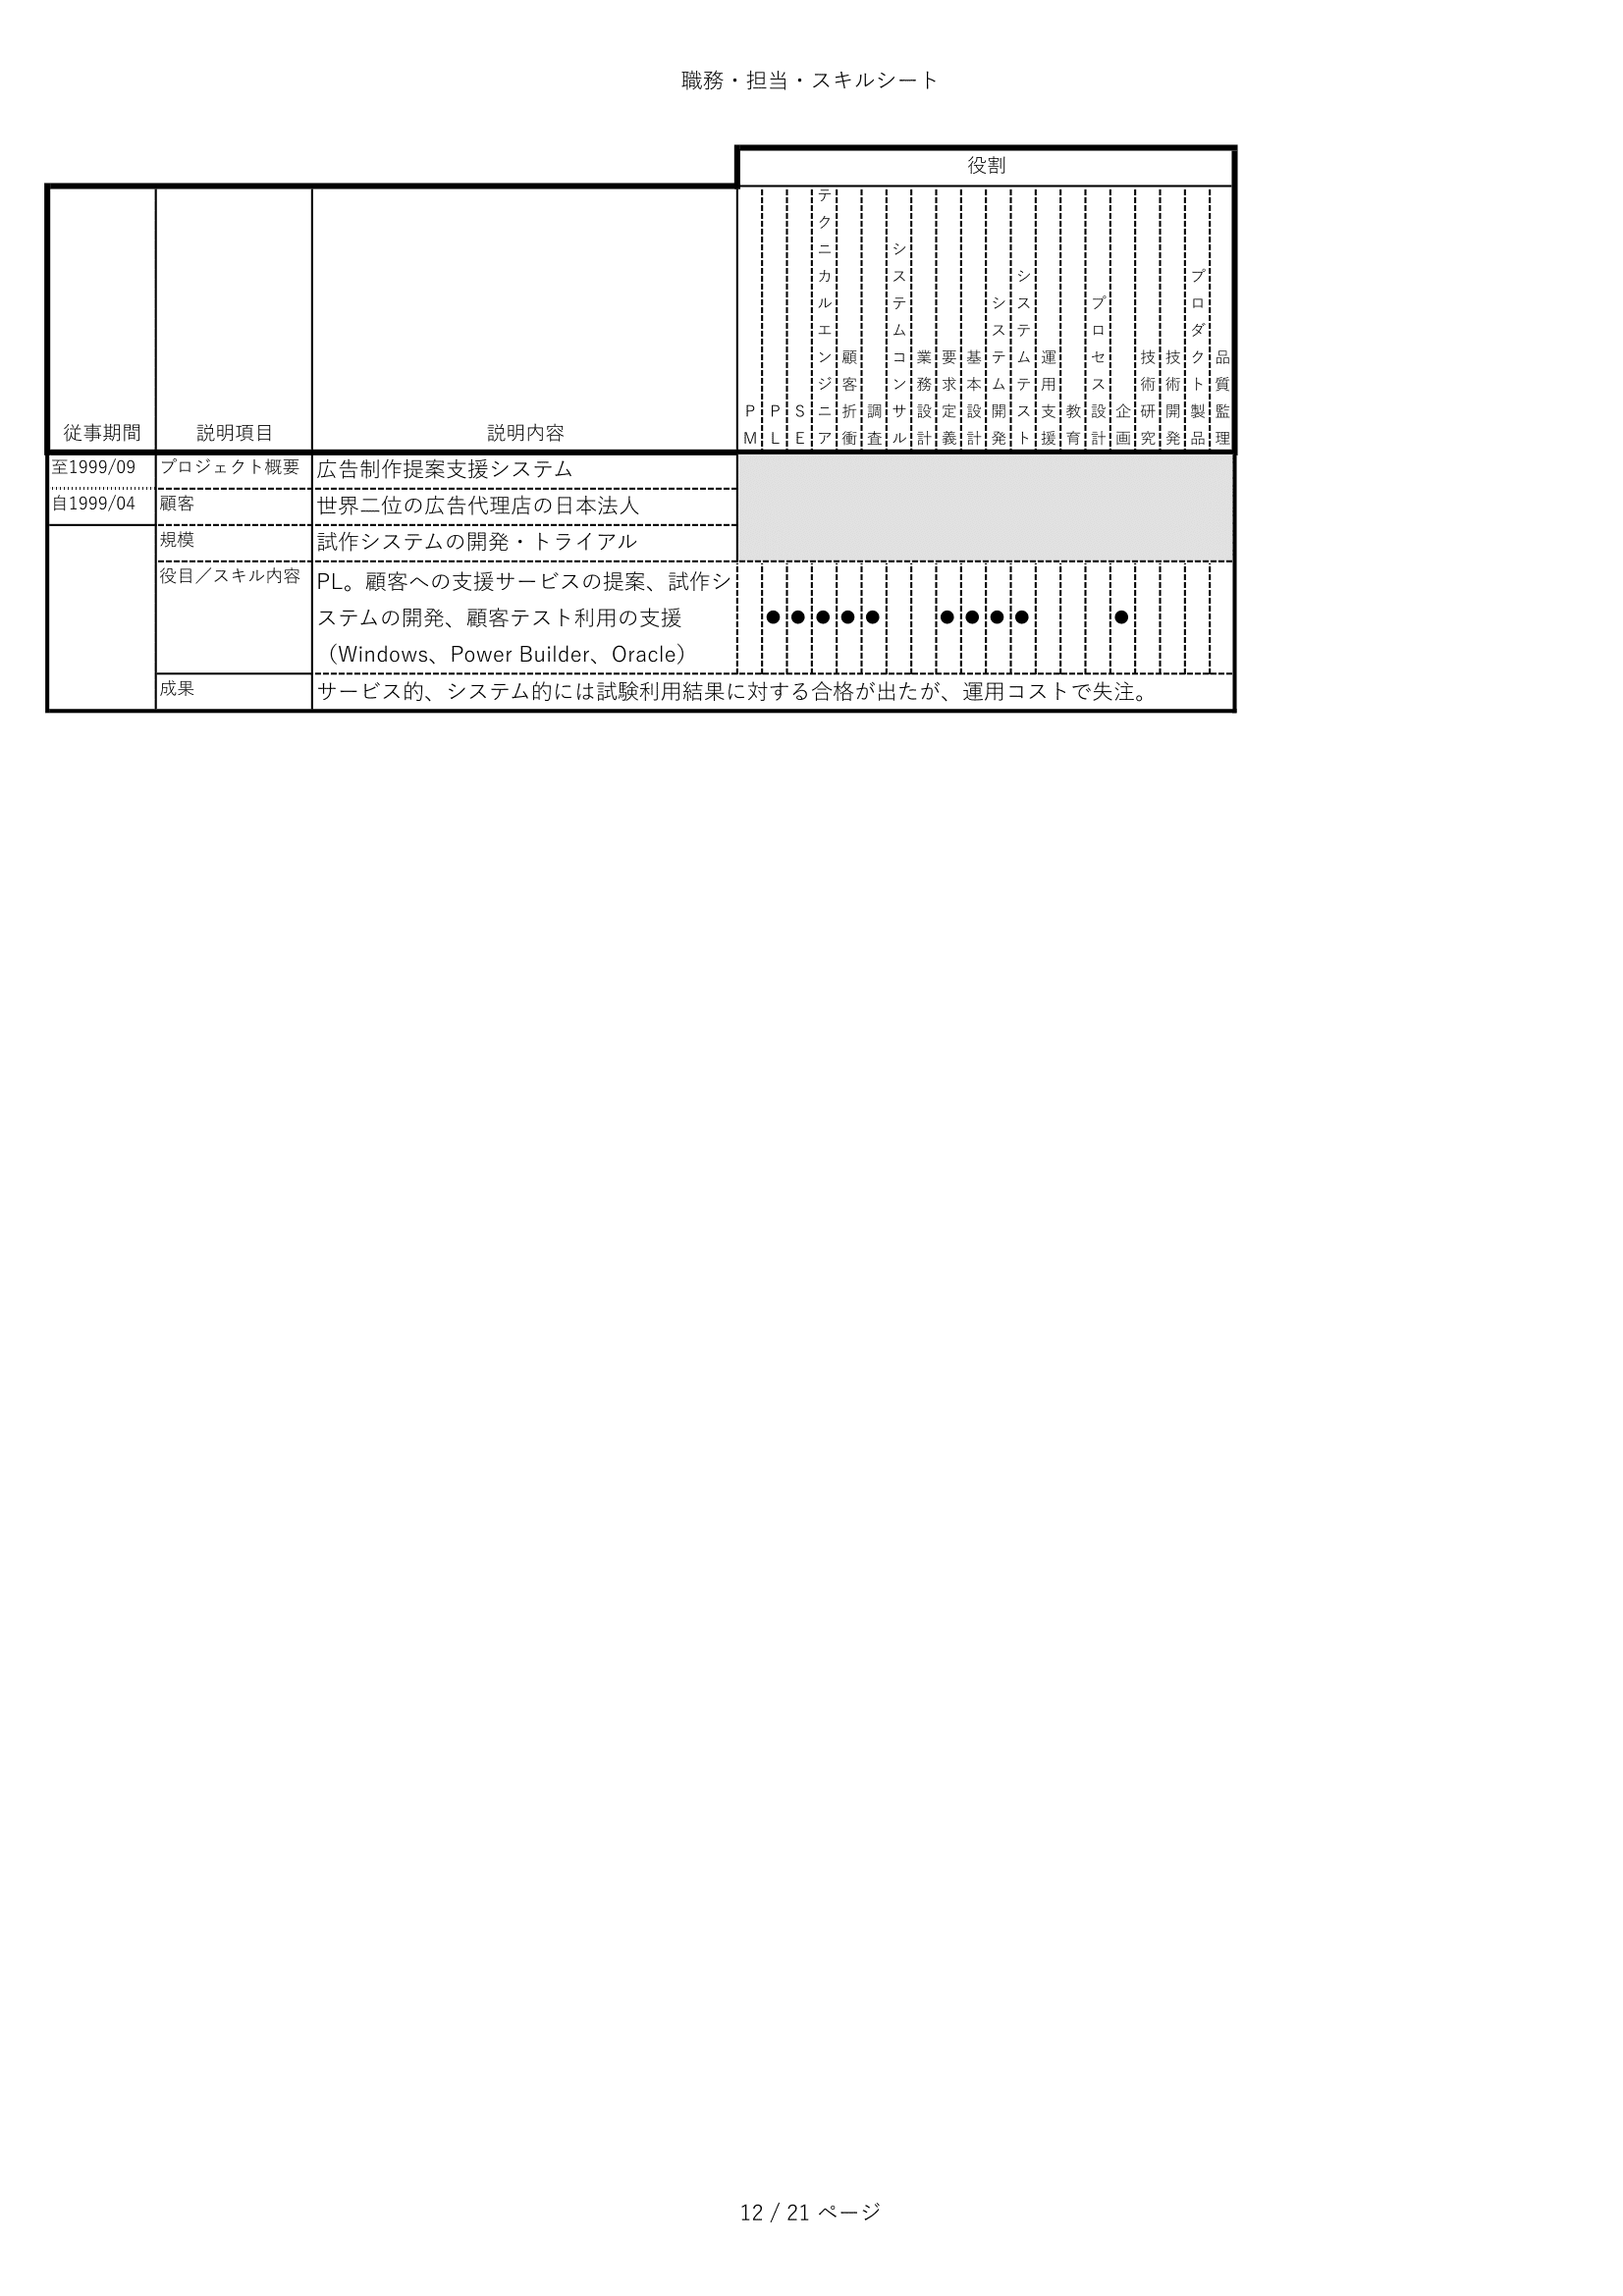 職務・担当・スキルシート
役割
従事期間
説明項目
説明内容
PM
PL
SE
テクニカルエンジニア
顧客折衝
調査
システムコンサル
業務設計
要求定義
基本設計
システム開発
システムテスト
運用支援
教育
プロセス設計
企画
技術研究
技術開発
プロダクト製品
品質監理
至1999/09 プロジェクト概要 広告制作提案支援システム
自1999/04 顧客 世界二位の広告代理店の日本法人
規模 試作システムの開発・トライアル
役目／スキル内容 PL。顧客への支援サービスの提案、試作シ
ステムの開発、顧客テスト利用の支援 ● ● ● ● ● ● ● ● ● ●
（Windows、Power Builder、Oracle）
成果 サービス的、システム的には試験利用結果に対する合格が出たが、運用コストで失注。
12 / 21 ページ